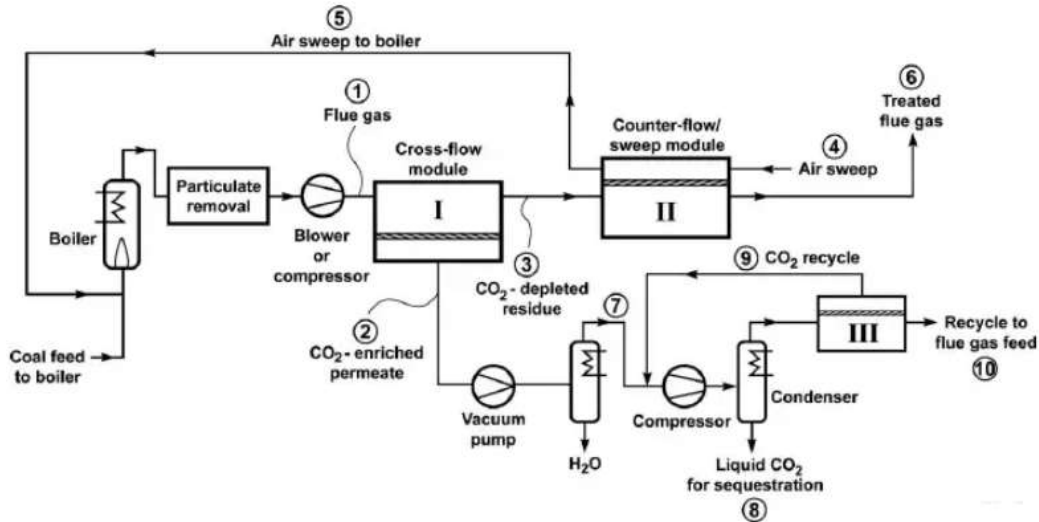 ⑤
Air sweep to boiler
①
Flue gas
⑥
Treated
flue gas
Counter-flow/
sweep module
④
Air sweep
Cross-flow
module
Particulate
removal
I
II
Boiler
Blower
or
compressor
③
CO₂ - depleted
residue
⑨ CO₂ recycle
⑦
②
CO₂ - enriched
permeate
III
Recycle to
flue gas feed
⑩
Coal feed
to boiler
Vacuum
pump
Compressor
Condenser
H₂O
Liquid CO₂
for sequestration
⑧